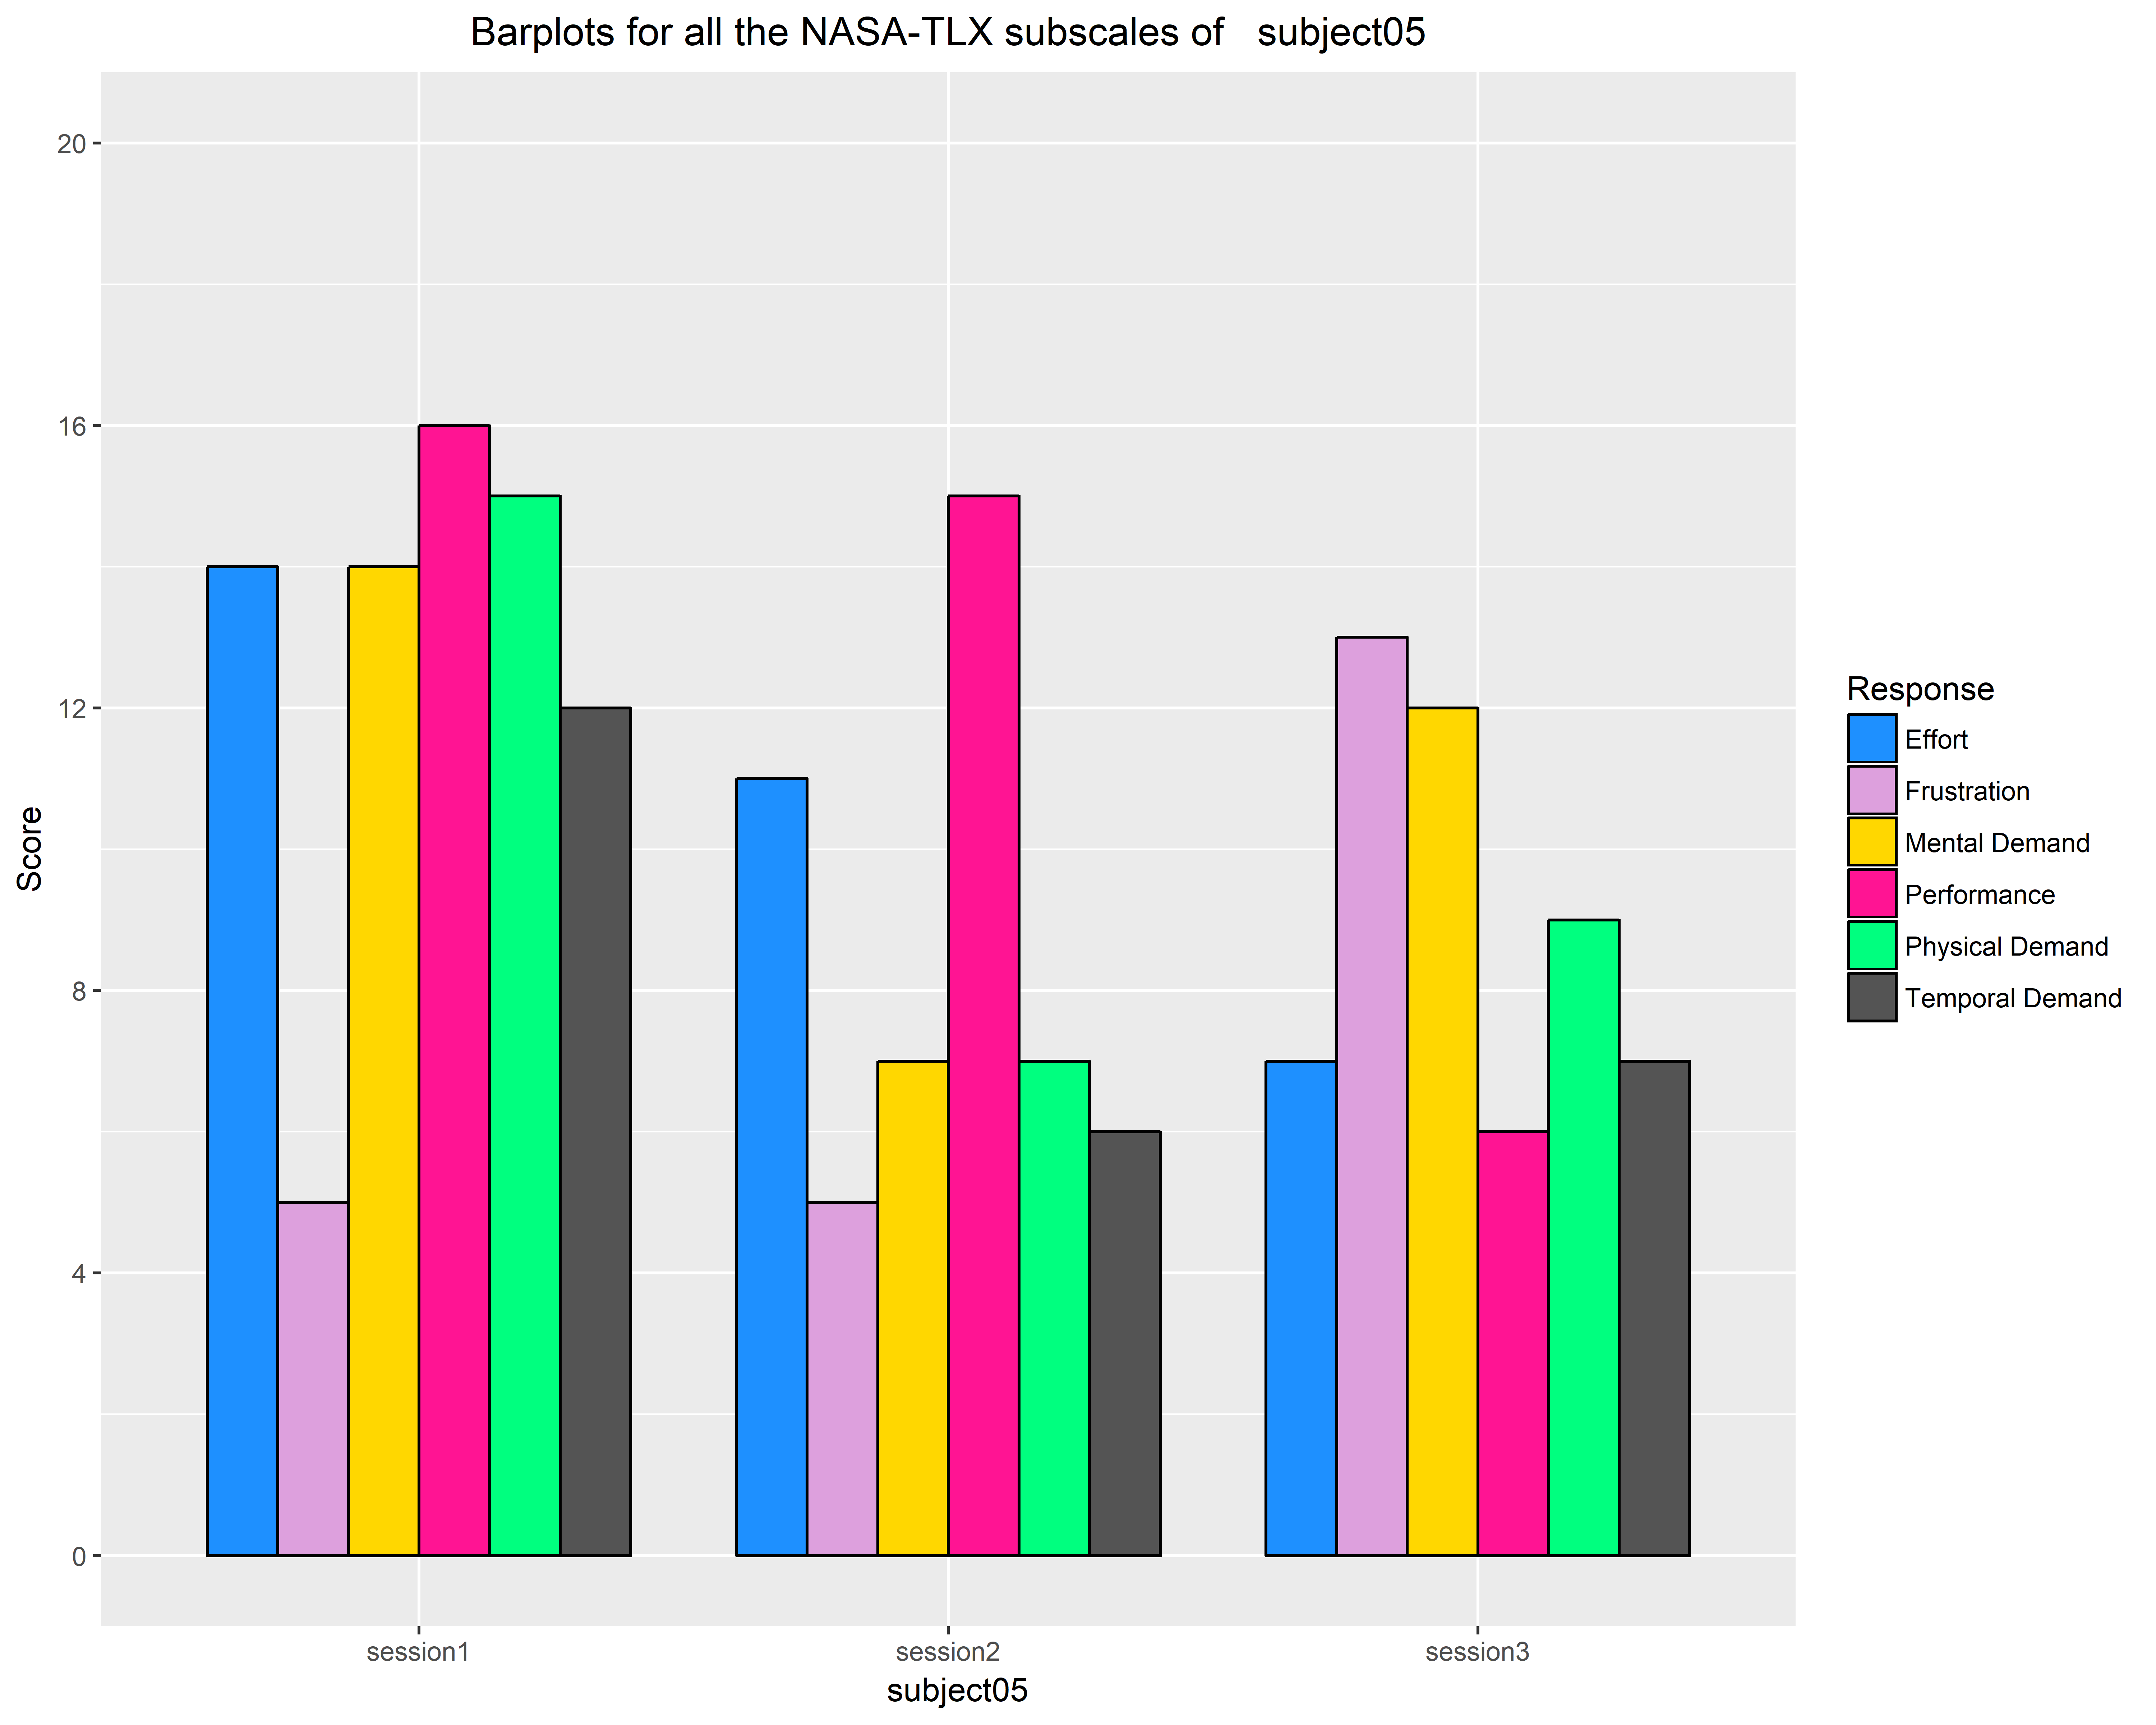 Barplots for all the NASA-TLX subscales of   subject05
Score
20
16
12
8
4
0
session1
session2
session3
subject05
Response
Effort
Frustration
Mental Demand
Performance
Physical Demand
Temporal Demand